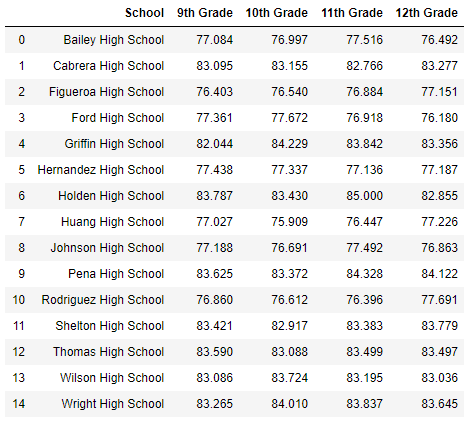 School 9th Grade 10th Grade 11th Grade 12th Grade
0 Bailey High School 77.084 76.997 77.516 76.492
1 Cabrera High School 83.095 83.155 82.766 83.277
2 Figueroa High School 76.403 76.540 76.884 77.151
3 Ford High School 77.361 77.672 76.918 76.180
4 Griffin High School 82.044 84.229 83.842 83.356
5 Hernandez High School 77.438 77.337 77.136 77.187
6 Holden High School 83.787 83.430 85.000 82.855
7 Huang High School 77.027 75.909 76.447 77.226
8 Johnson High School 77.188 76.691 77.492 76.863
9 Pena High School 83.625 83.372 84.328 84.122
10 Rodriguez High School 76.860 76.612 76.396 77.691
11 Shelton High School 83.421 82.917 83.383 83.779
12 Thomas High School 83.590 83.088 83.499 83.497
13 Wilson High School 83.086 83.724 83.195 83.036
14 Wright High School 83.265 84.010 83.837 83.645